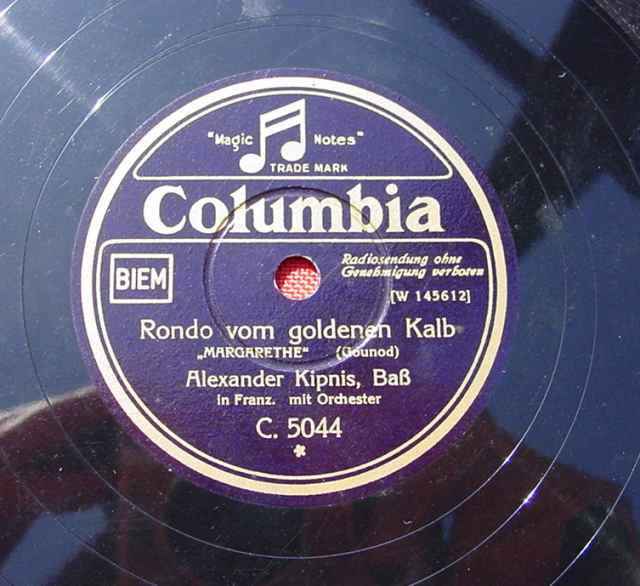 "Magic Notes"
TRADE MARK
Columbia
BIEM
Radiosendung ohne
Genehmigung verboten
[W 145612]
Rondo vom goldenen Kalb
„MARGARETHE“ (Gounod)
Alexander Kipnis, Baß
in Franz. mit Orchester
C. 5044